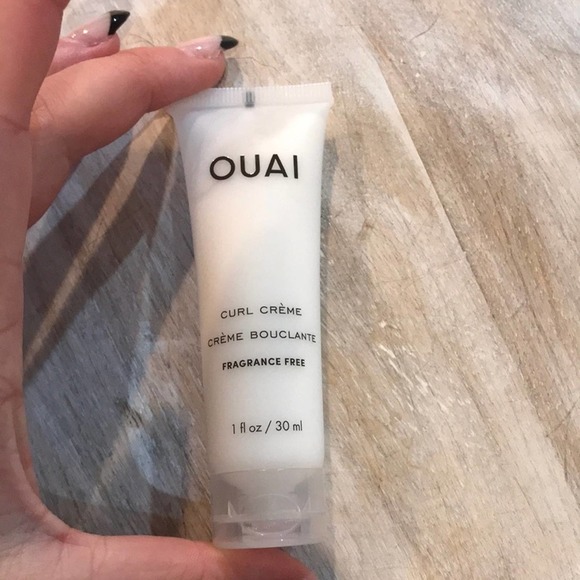 OUAI
CURL CRÈME
CRÈME BOUCLANTE
FRAGRANCE FREE
1 fl oz / 30 ml